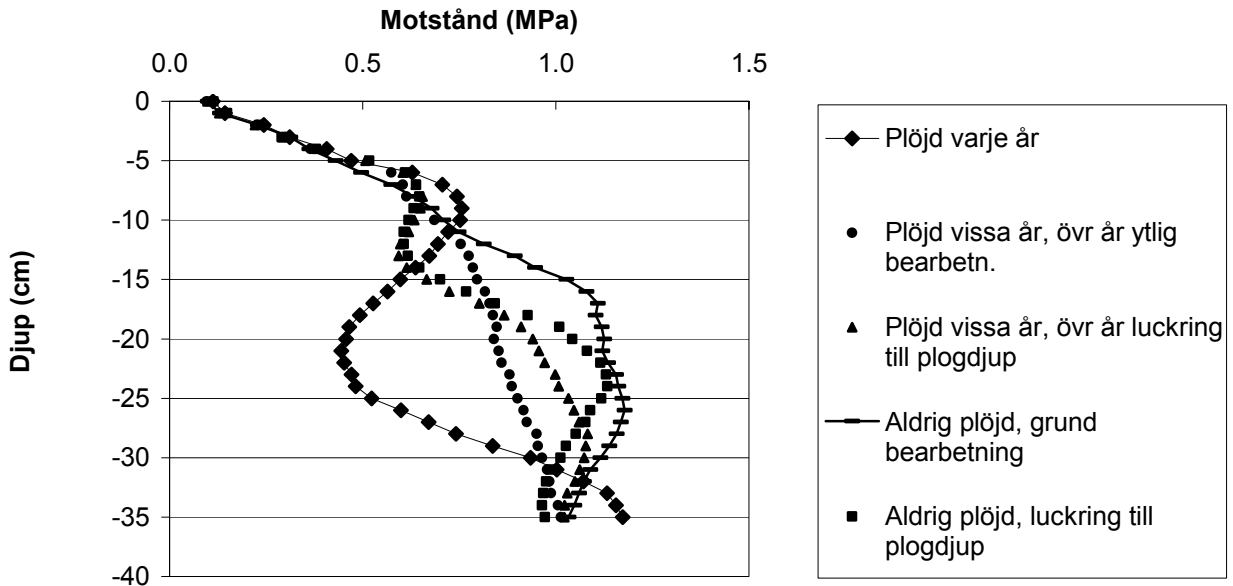 Motstånd (MPa)
0.0 0.5 1.0 1.5
0
-5
-10
-15
-20
-25
-30
-35
-40
Djup (cm)
Plöjd varje år
Plöjd vissa år, övr år ytlig
bearbetn.
Plöjd vissa år, övr år luckring
till plogdjup
Aldrig plöjd, grund
bearbetning
Aldrig plöjd, luckring till
plogdjup